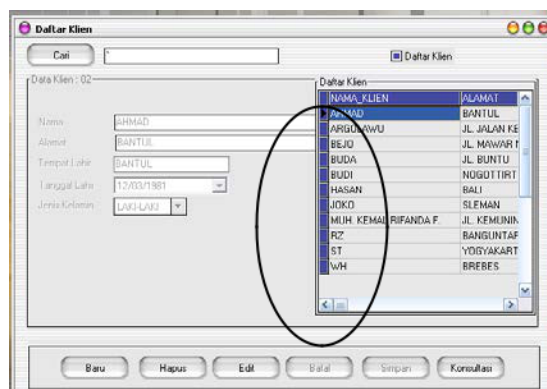 Daftar Klien
Cari
Daftar Klien
Data Klien : 02
Nama AHMAD
Alamat BANTUL
Tempat Lahir BANTUL
Tanggal Lahir 12/03/1981
Jenis Kelamin LAKI-LAKI
Daftar Klien
NAMA_KLIEN ALAMAT
AHMAD BANTUL
ARGULAWU JL. JALAN KE
BEJO JL. MAWAR
BUDA JL. BUNTU
BUDI NOGOTTIRT
HASAN BALI
JOKO SLEMAN
MUH. KEMAL RIFANDA F. JL. KEMUNIN
RZ BANGUNTAP
ST YOGYAKART
WH BREBES
Baru Hapus Edit Batal Simpan Konsultasi